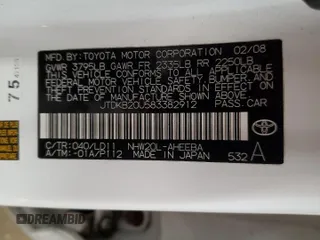 MFD. BY: TOYOTA MOTOR CORPORATION 02/08
GVWR 3795LB GAWR FR 2335LB RR 2250LB
THIS VEHICLE CONFORMS TO ALL APPLICABLE
FEDERAL MOTOR VEHICLE SAFETY, BUMPER, AND
THEFT PREVENTION STANDARDS IN EFFECT ON THE DATE
OF MANUFACTURE SHOWN ABOVE.
JTDKB20U583382912 PASS. CAR
C/TR: 040/LD11 NHW20L-AHEEBA
A/TM: -01A/P112 MADE IN JAPAN 532 A
75
DREAMBID